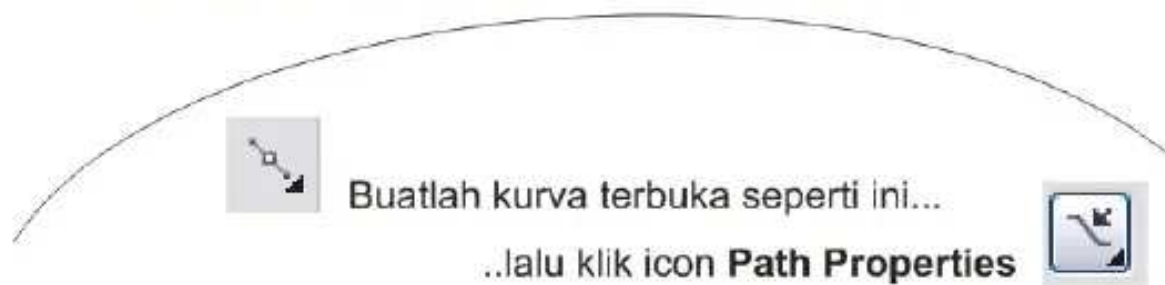 Buatlah kurva terbuka seperti ini...
..lalu klik icon Path Properties